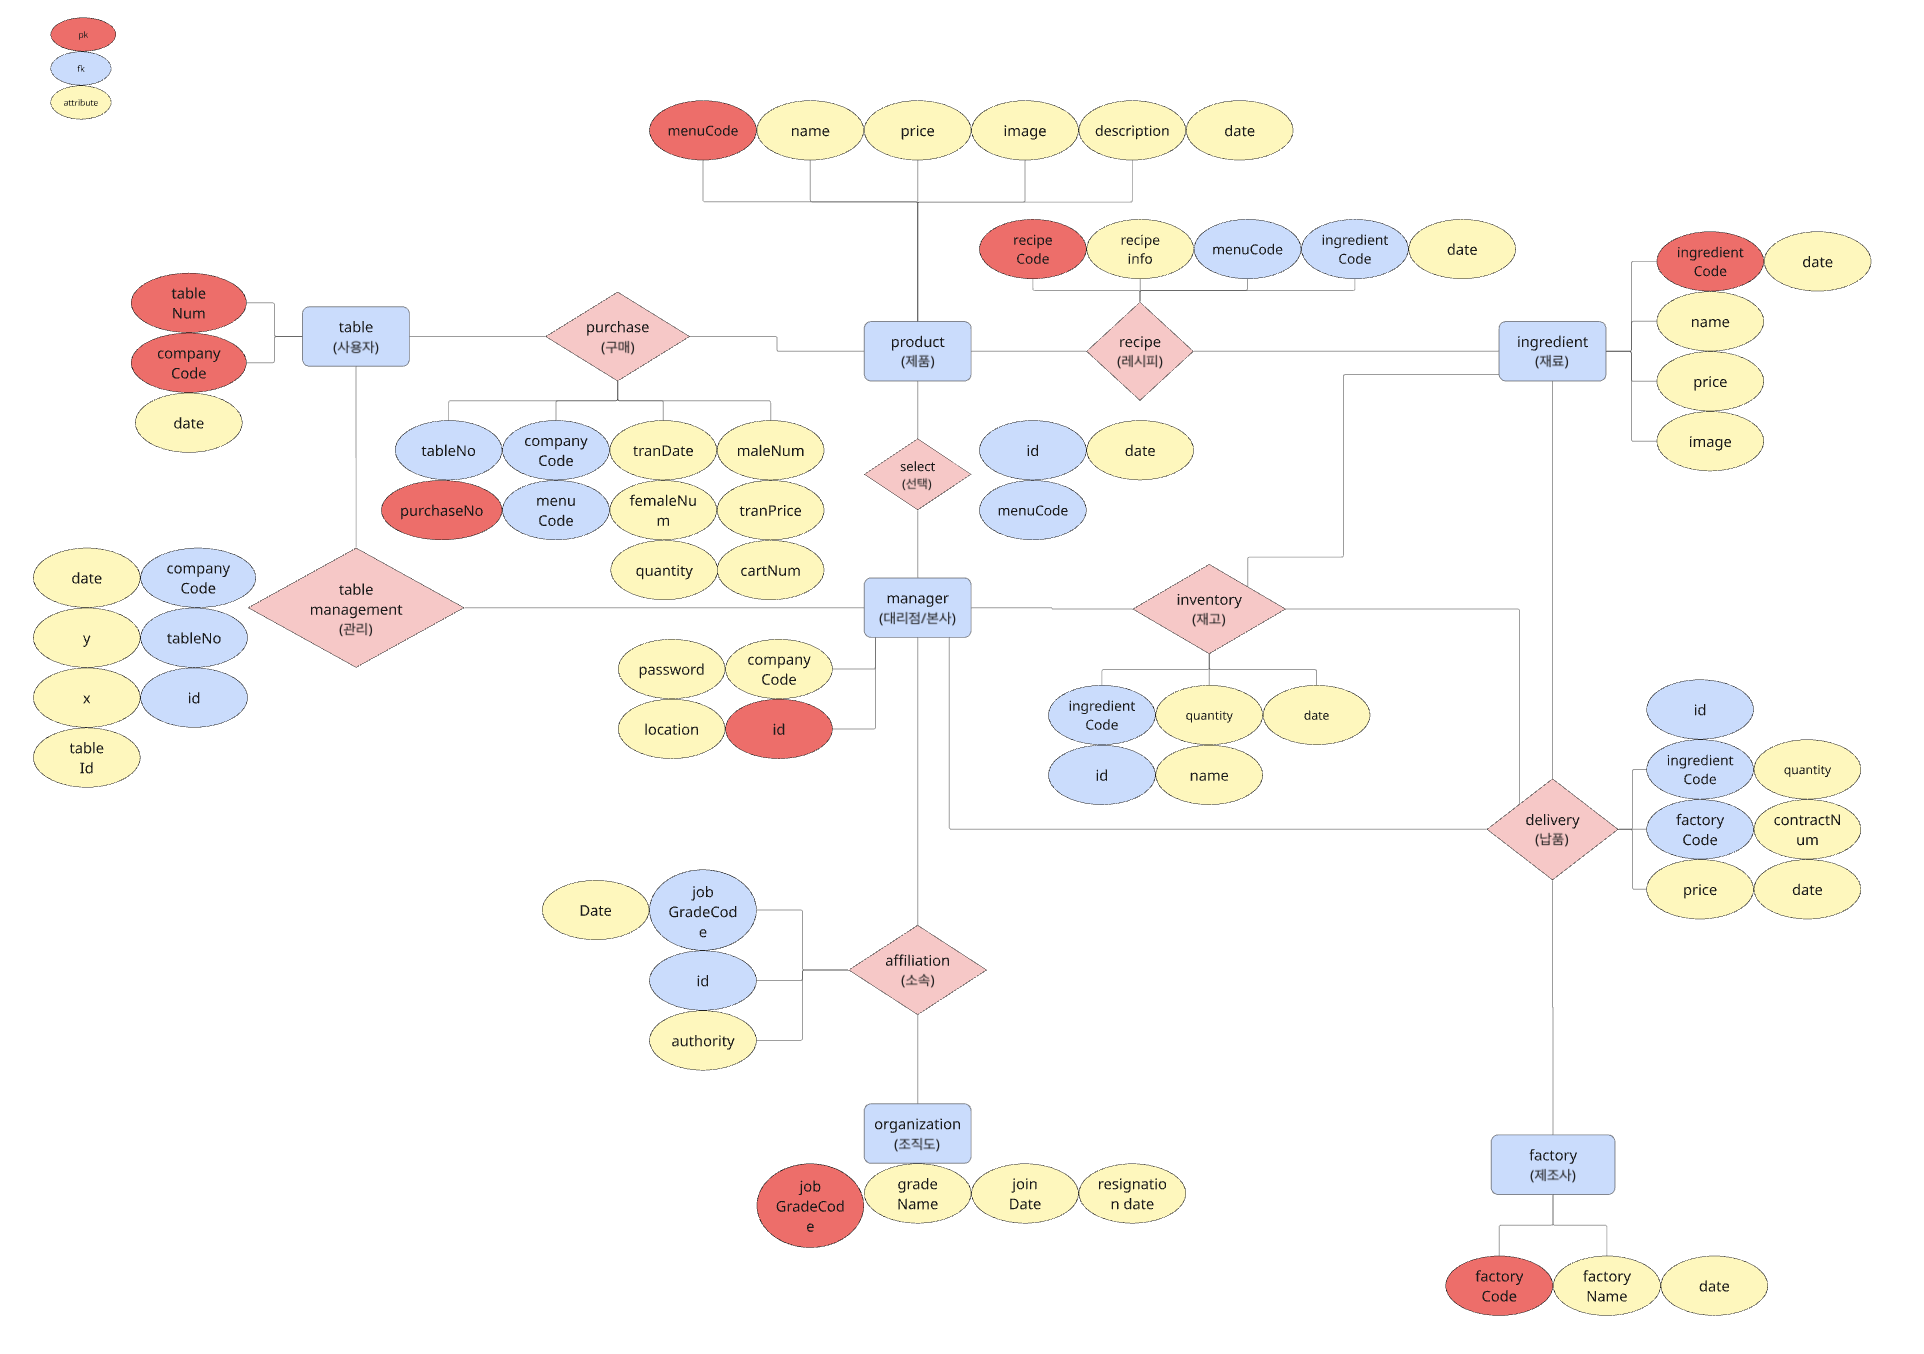 pk
fk
attribute
menuCode
name
price
image
description
date
recipe
Code
recipe
info
menuCode
ingredient
Code
date
ingredient
Code
date
name
price
image
table
Num
company
Code
date
table
(사용자)
purchase
(구매)
product
(제품)
recipe
(레시피)
ingredient
(재료)
tableNo
company
Code
tranDate
maleNum
purchaseNo
menu
Code
femaleNu
m
tranPrice
quantity
cartNum
select
(선택)
id
date
menuCode
date
company
Code
y
tableNo
x
id
table
Id
table
management
(관리)
manager
(대리점/본사)
inventory
(재고)
password
company
Code
location
id
ingredient
Code
quantity
date
id
name
id
ingredient
Code
quantity
factory
Code
contractN
um
price
date
delivery
(납품)
Date
job
GradeCod
e
id
authority
affiliation
(소속)
organization
(조직도)
job
GradeCod
e
grade
Name
join
Date
resignatio
n date
factory
(제조사)
factory
Code
factory
Name
date